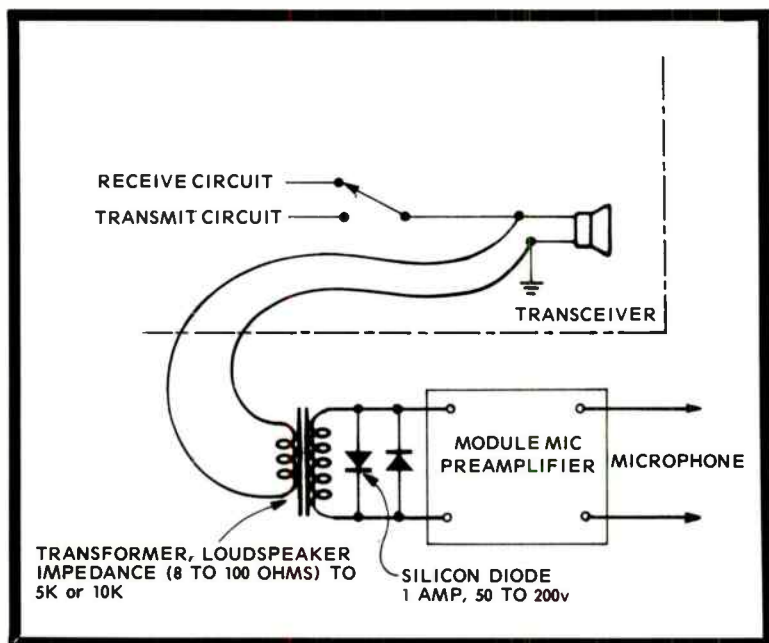 RECEIVE CIRCUIT
TRANSMIT CIRCUIT
TRANSCEIVER
MODULE MIC
PREAMPLIFIER
MICROPHONE
TRANSFORMER, LOUDSPEAKER
IMPEDANCE (8 TO 100 OHMS) TO
5K or 10K
SILICON DIODE
1 AMP, 50 TO 200v